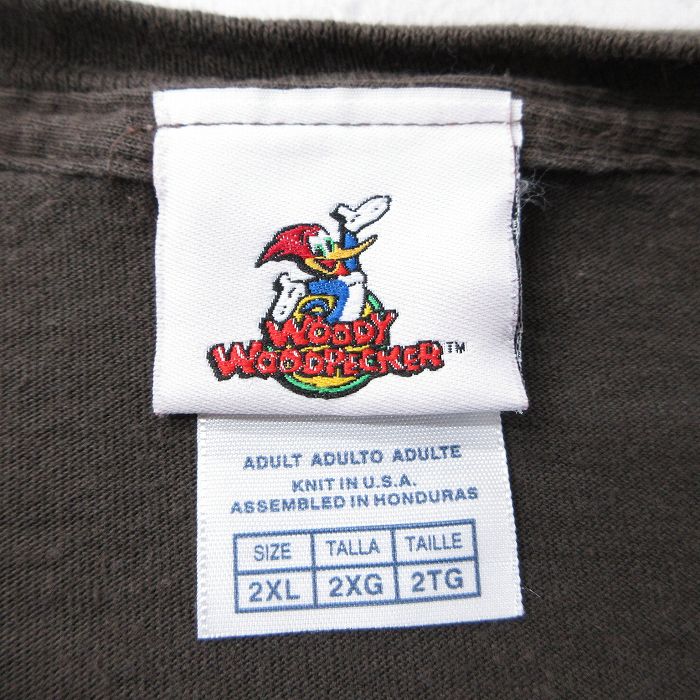 WOODY
WOODPECKER™
ADULT ADULTO ADULTE
KNIT IN U.S.A.
ASSEMBLED IN HONDURAS
SIZE TALLA TAILLE
2XL 2XG 2TG